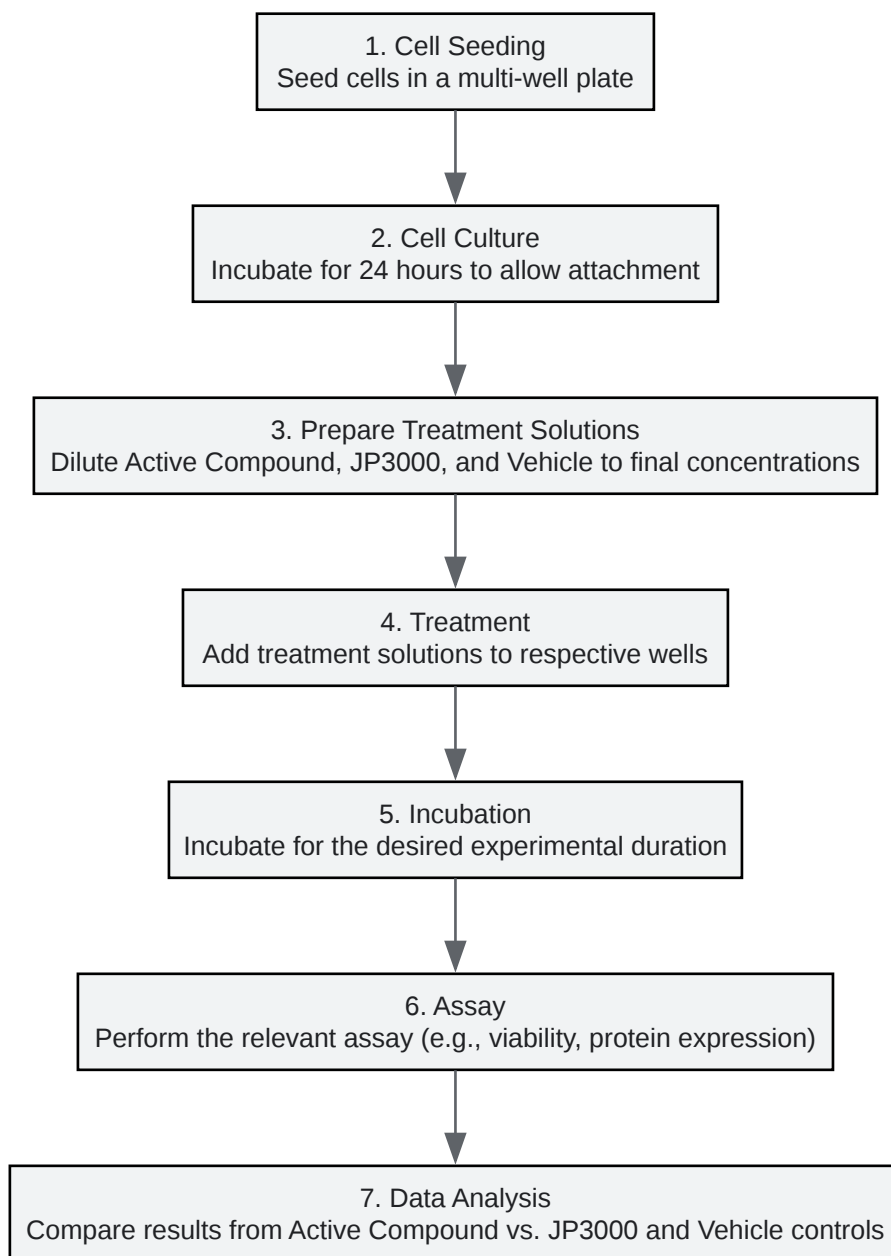 1. Cell Seeding
Seed cells in a multi-well plate
2. Cell Culture
Incubate for 24 hours to allow attachment
3. Prepare Treatment Solutions
Dilute Active Compound, JP3000, and Vehicle to final concentrations
4. Treatment
Add treatment solutions to respective wells
5. Incubation
Incubate for the desired experimental duration
6. Assay
Perform the relevant assay (e.g., viability, protein expression)
7. Data Analysis
Compare results from Active Compound vs. JP3000 and Vehicle controls